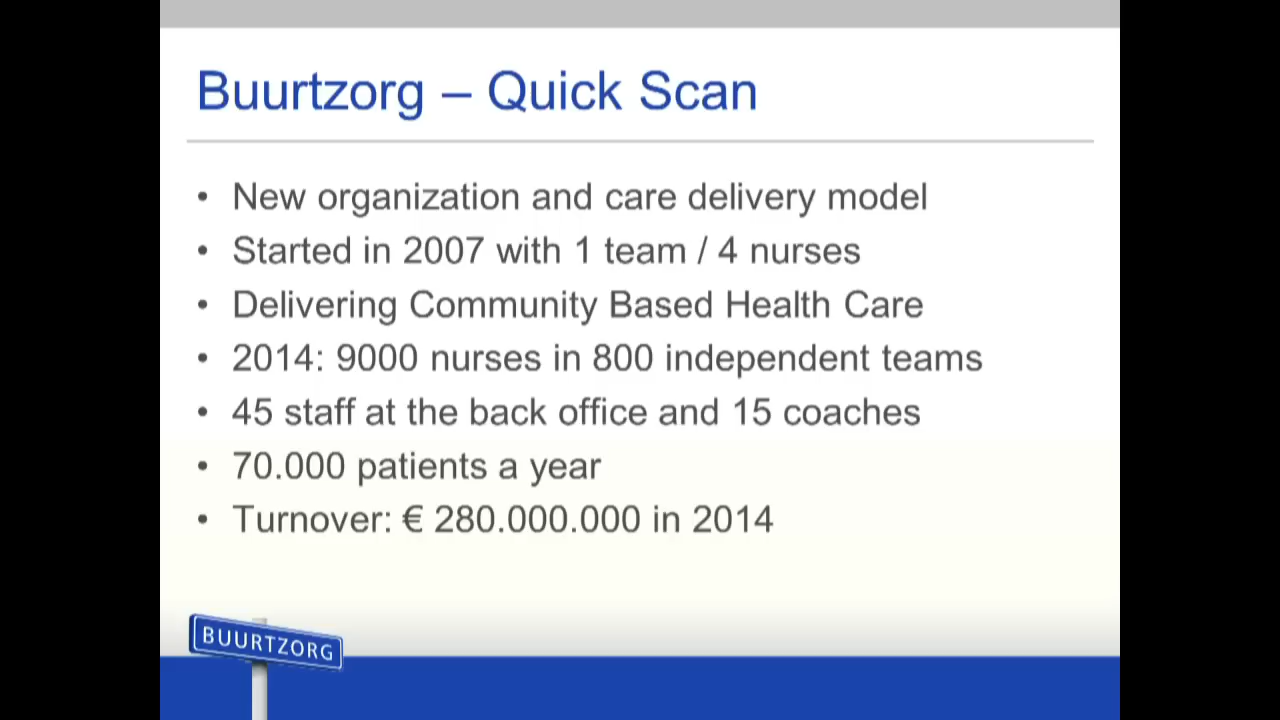 Buurtzorg – Quick Scan
• New organization and care delivery model
• Started in 2007 with 1 team / 4 nurses
• Delivering Community Based Health Care
• 2014: 9000 nurses in 800 independent teams
• 45 staff at the back office and 15 coaches
• 70.000 patients a year
• Turnover: € 280.000.000 in 2014
BUURTZORG